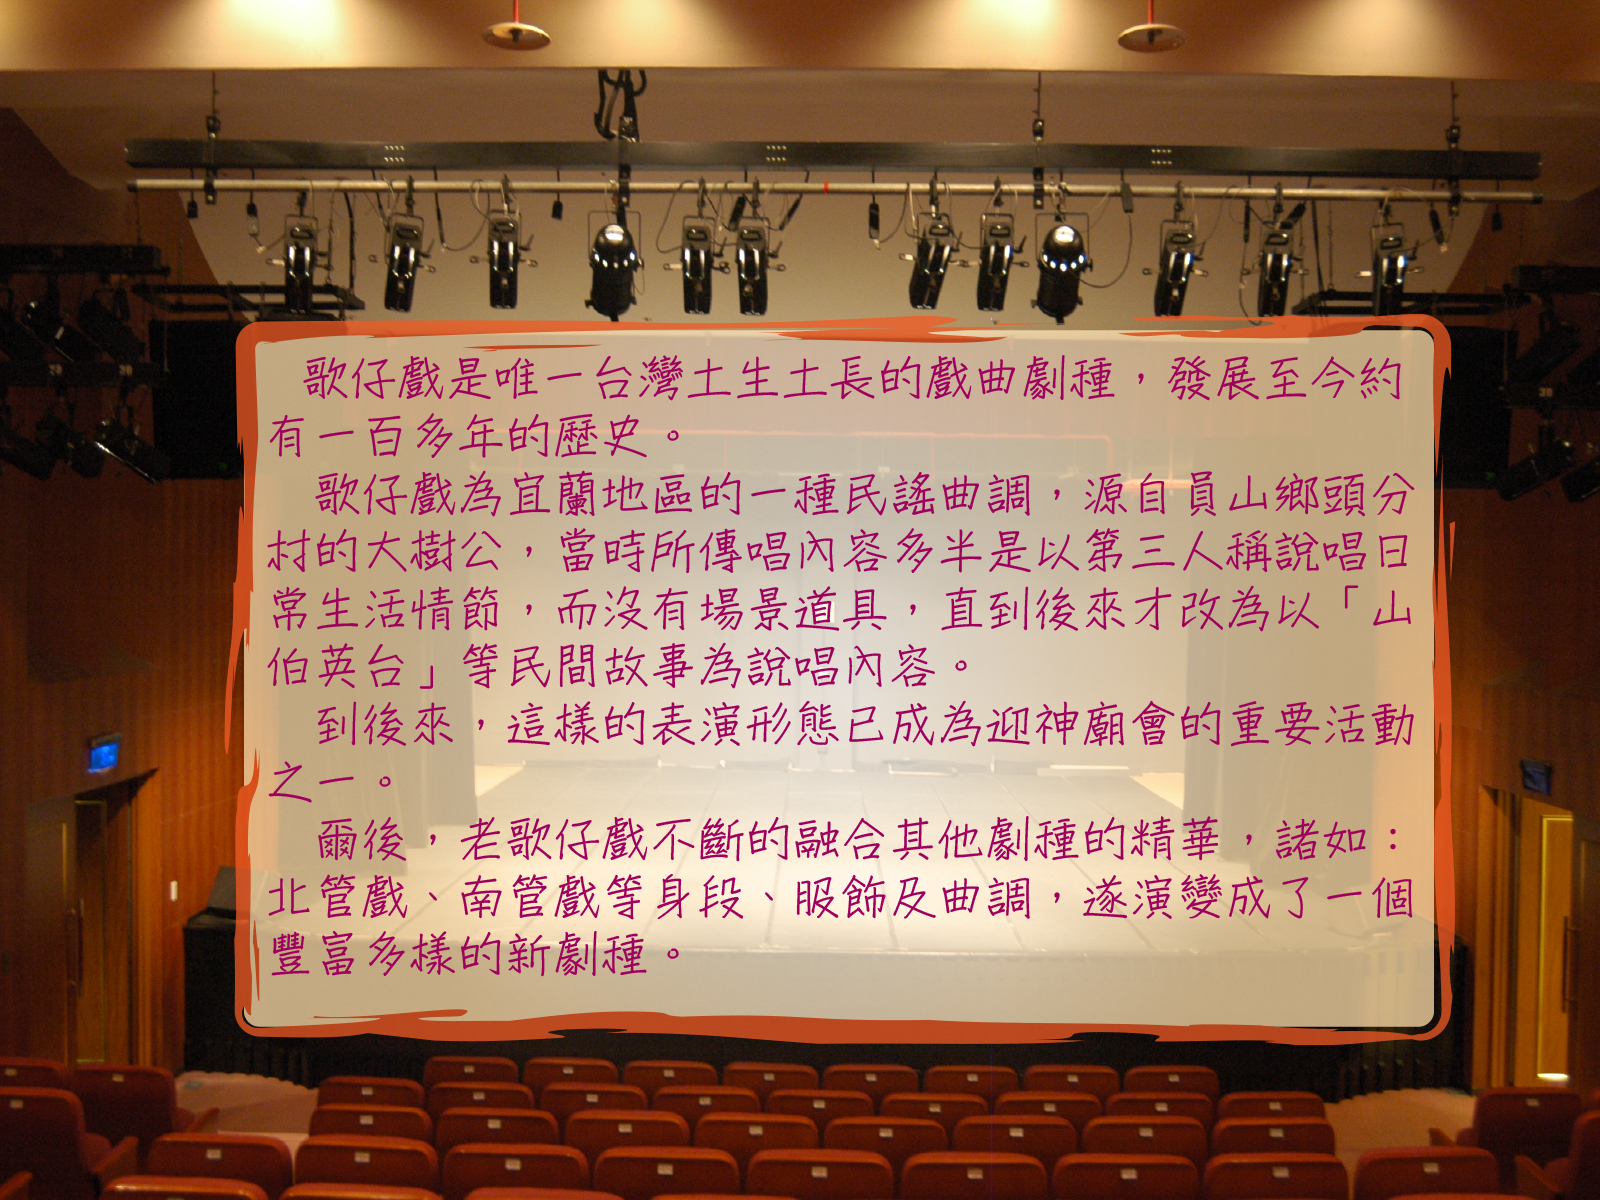 歌仔戲是唯一台灣土生土長的戲曲劇種，發展至今約
有一百多年的歷史。
歌仔戲為宜蘭地區的一種民謠曲調，源自員山鄉頭分
村的大樹公，當時所傳唱內容多半是以第三人稱說唱日
常生活情節，而沒有場景道具，直到後來才改為以「山
伯英台」等民間故事為說唱內容。
到後來，這樣的表演形態已成為迎神廟會的重要活動
之一。
爾後，老歌仔戲不斷的融合其他劇種的精華，諸如：
北管戲、南管戲等身段、服飾及曲調，遂演變成了一個
豐富多樣的新劇種。